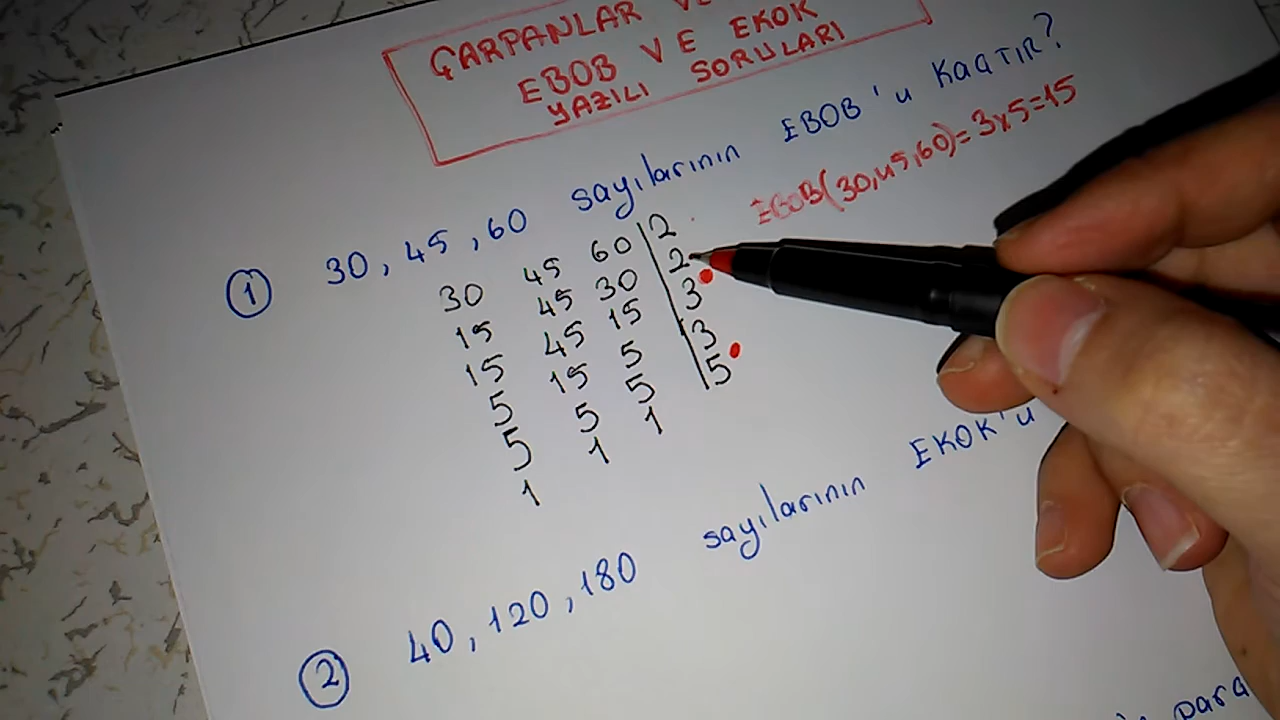 ÇARPANLAR VE
EBOB VE EKOK
YAZILI SORULARI
1 30, 45, 60 sayılarının EBOB'u KAÇTIR?
EBOB(30,45,60)=3x5=15
30 45 60 2
15 45 30 2
15 45 15 3
5 15 5 3
5 5 5 5
1 1 1
2 40, 120, 180 sayılarının EKOK'u
para